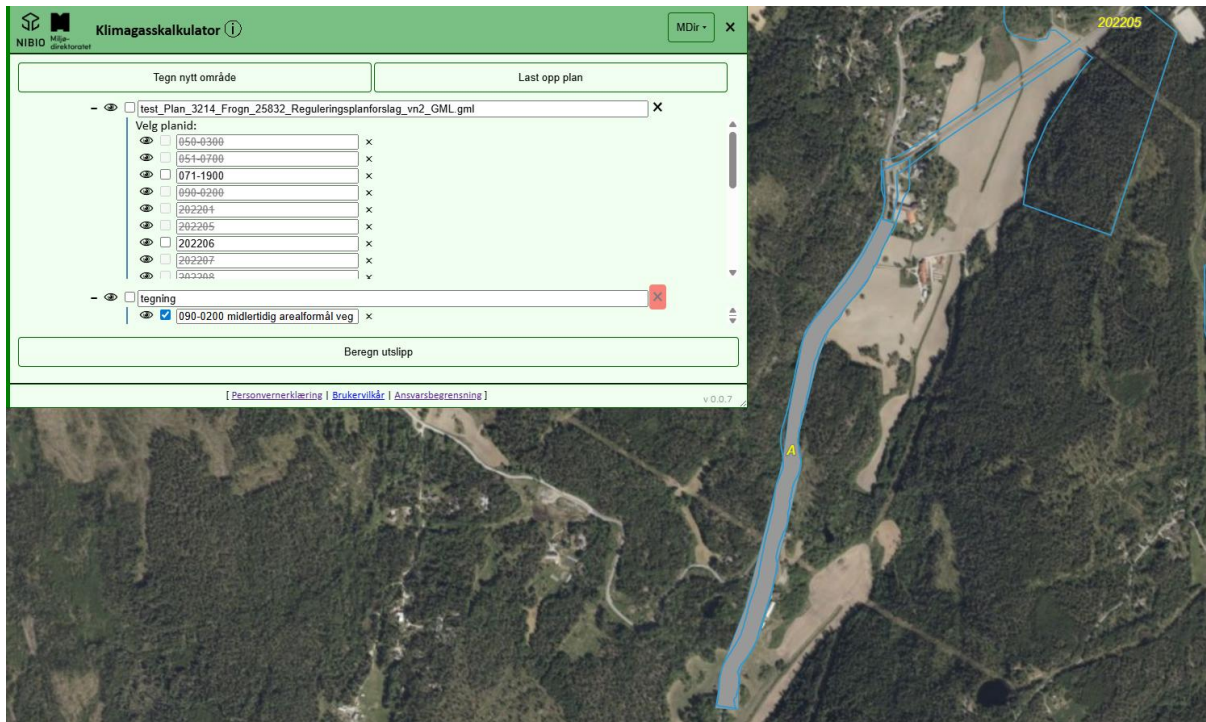 NIBIO
Miljø-
direktoratet
Klimagasskalkulator
MDir
Tegn nytt område
Last opp plan
test_Plan_3214_Frogn_25832_Reguleringsplanforslag_vn2_GML.gml
Velg planid:
050-0300
051-0700
071-1900
090-0200
202201
202205
202206
202207
202208
tegning
090-0200 midlertidig arealformål veg
Beregn utslipp
[ Personvernerklæring | Brukervilkår | Ansvarsbegrensning ]
v 0.0.7
202205
A